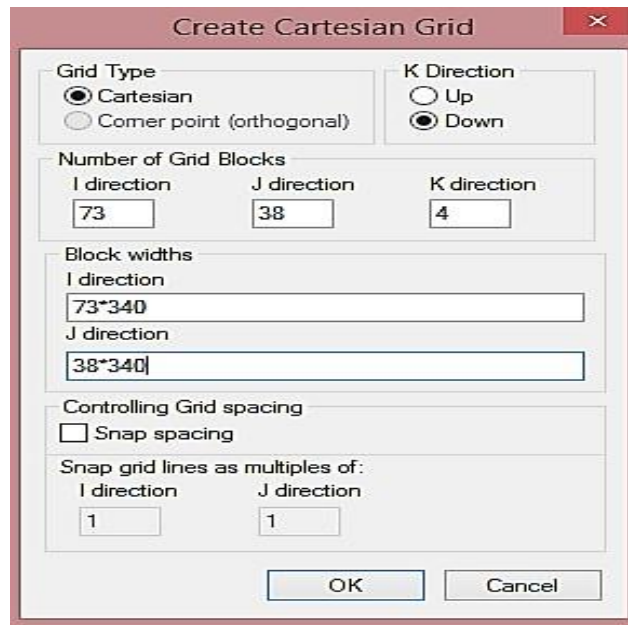 Create Cartesian Grid
Grid Type
Cartesian
Corner point (orthogonal)
K Direction
Up
Down
Number of Grid Blocks
I direction J direction K direction
73 38 4
Block widths
I direction
73*340
J direction
38*340
Controlling Grid spacing
Snap spacing
Snap grid lines as multiples of:
I direction J direction
1 1
OK Cancel